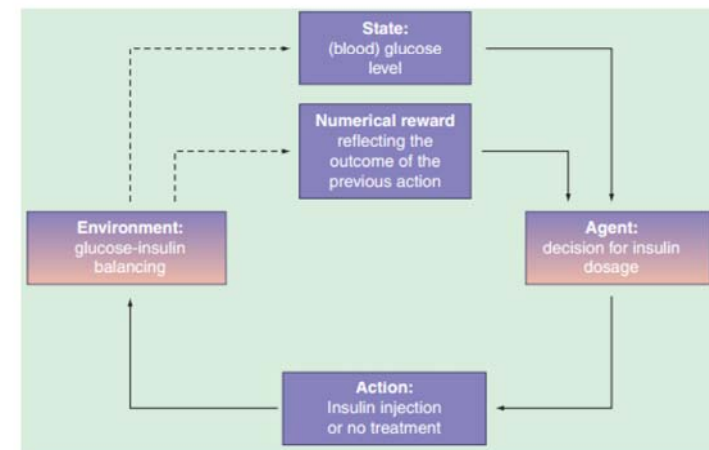 State:
(blood) glucose
level
Numerical reward
reflecting the
outcome of the
previous action
Environment:
glucose-insulin
balancing
Agent:
decision for insulin
dosage
Action:
Insulin injection
or no treatment